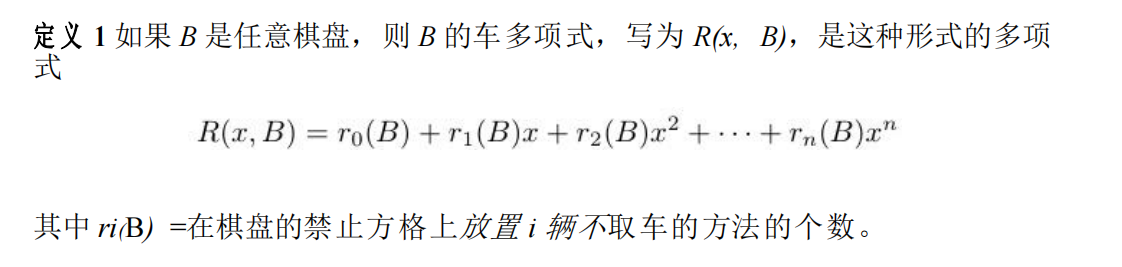 定义 1 如果 B 是任意棋盘，则 B 的车多项式，写为 R(x, B)，是这种形式的多项
式
R(x, B) = r₀(B) + r₁(B)x + r₂(B)x² + ··· + rₙ(B)xⁿ
其中 ri(B) =在棋盘的禁止方格上放置 i 辆不取车的方法的个数。